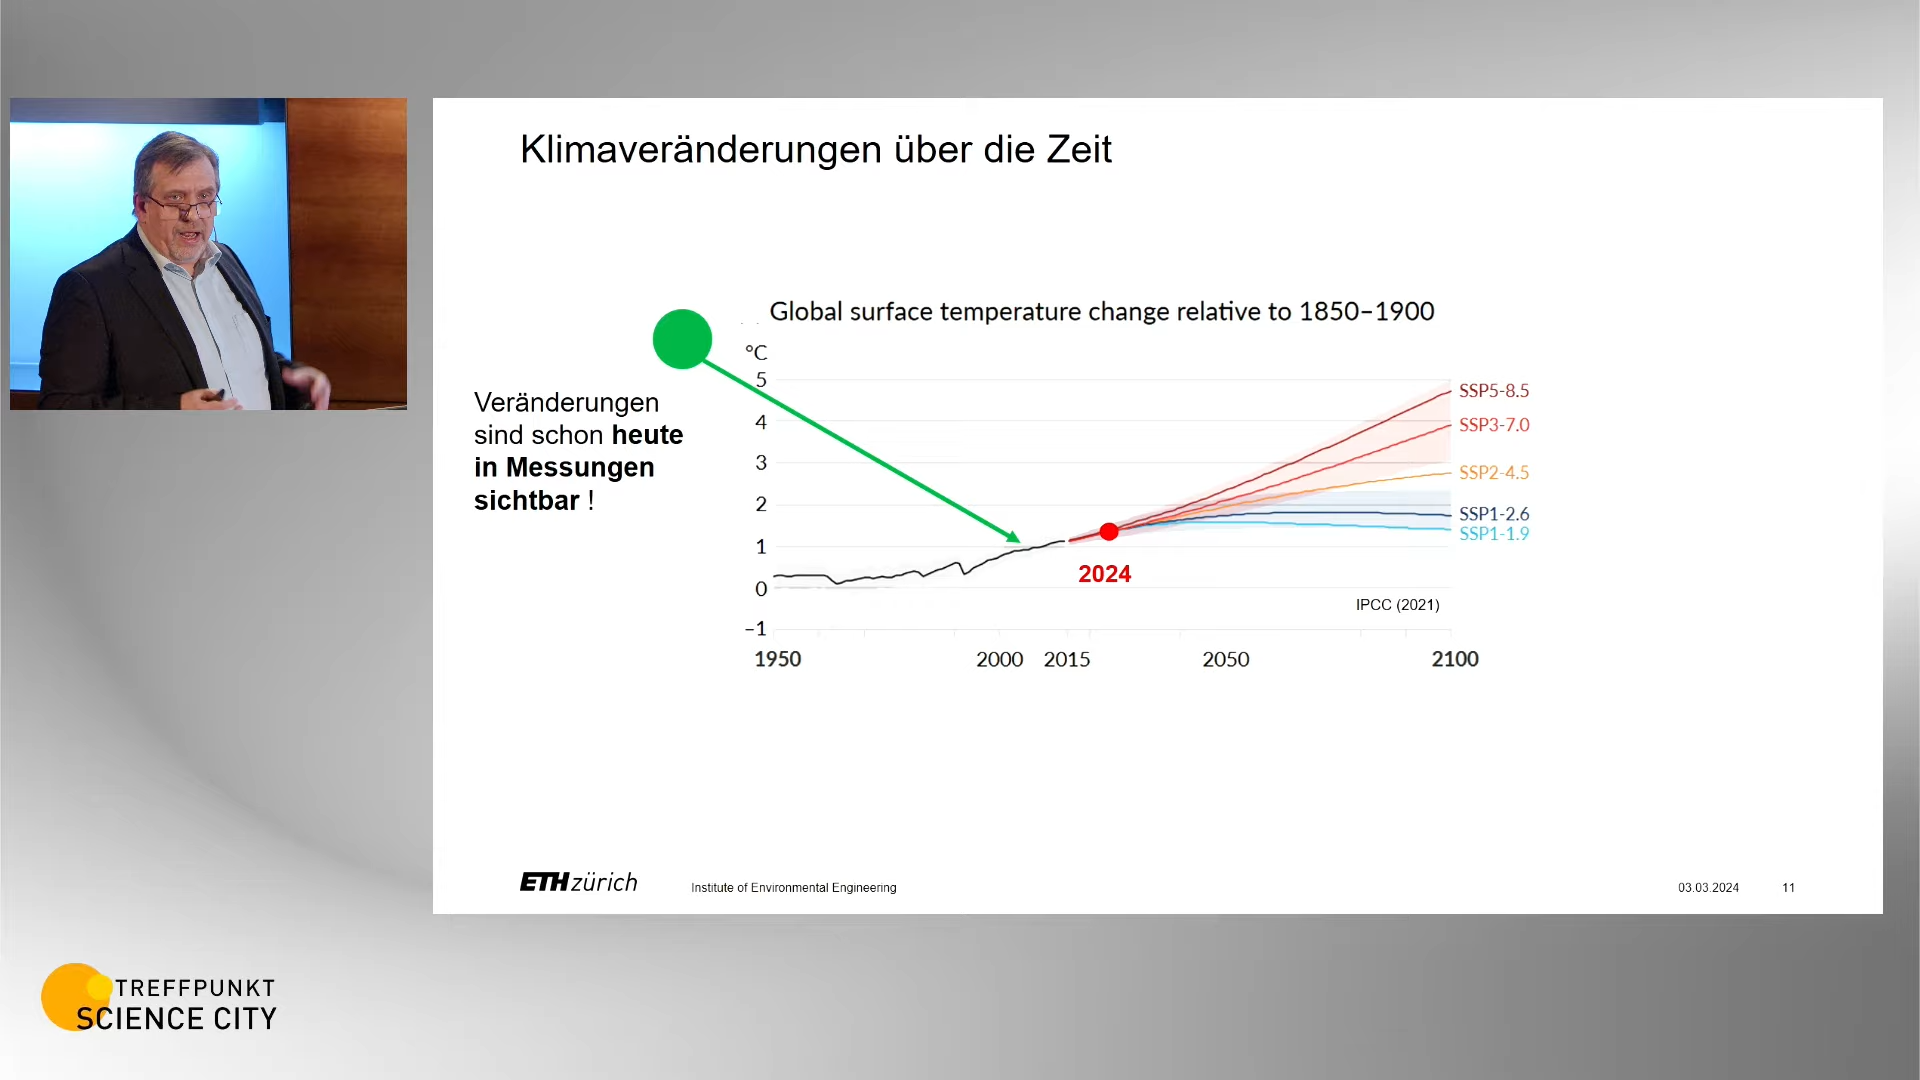 Klimaveränderungen über die Zeit
Global surface temperature change relative to 1850–1900
°C
5
4
3
2
1
0
–1
Veränderungen
sind schon heute
in Messungen
sichtbar !
SSP5-8.5
SSP3-7.0
SSP2-4.5
SSP1-2.6
SSP1-1.9
2024
IPCC (2021)
1950 2000 2015 2050 2100
ETH zürich
Institute of Environmental Engineering
03.03.2024 11
TREFFPUNKT
SCIENCE CITY